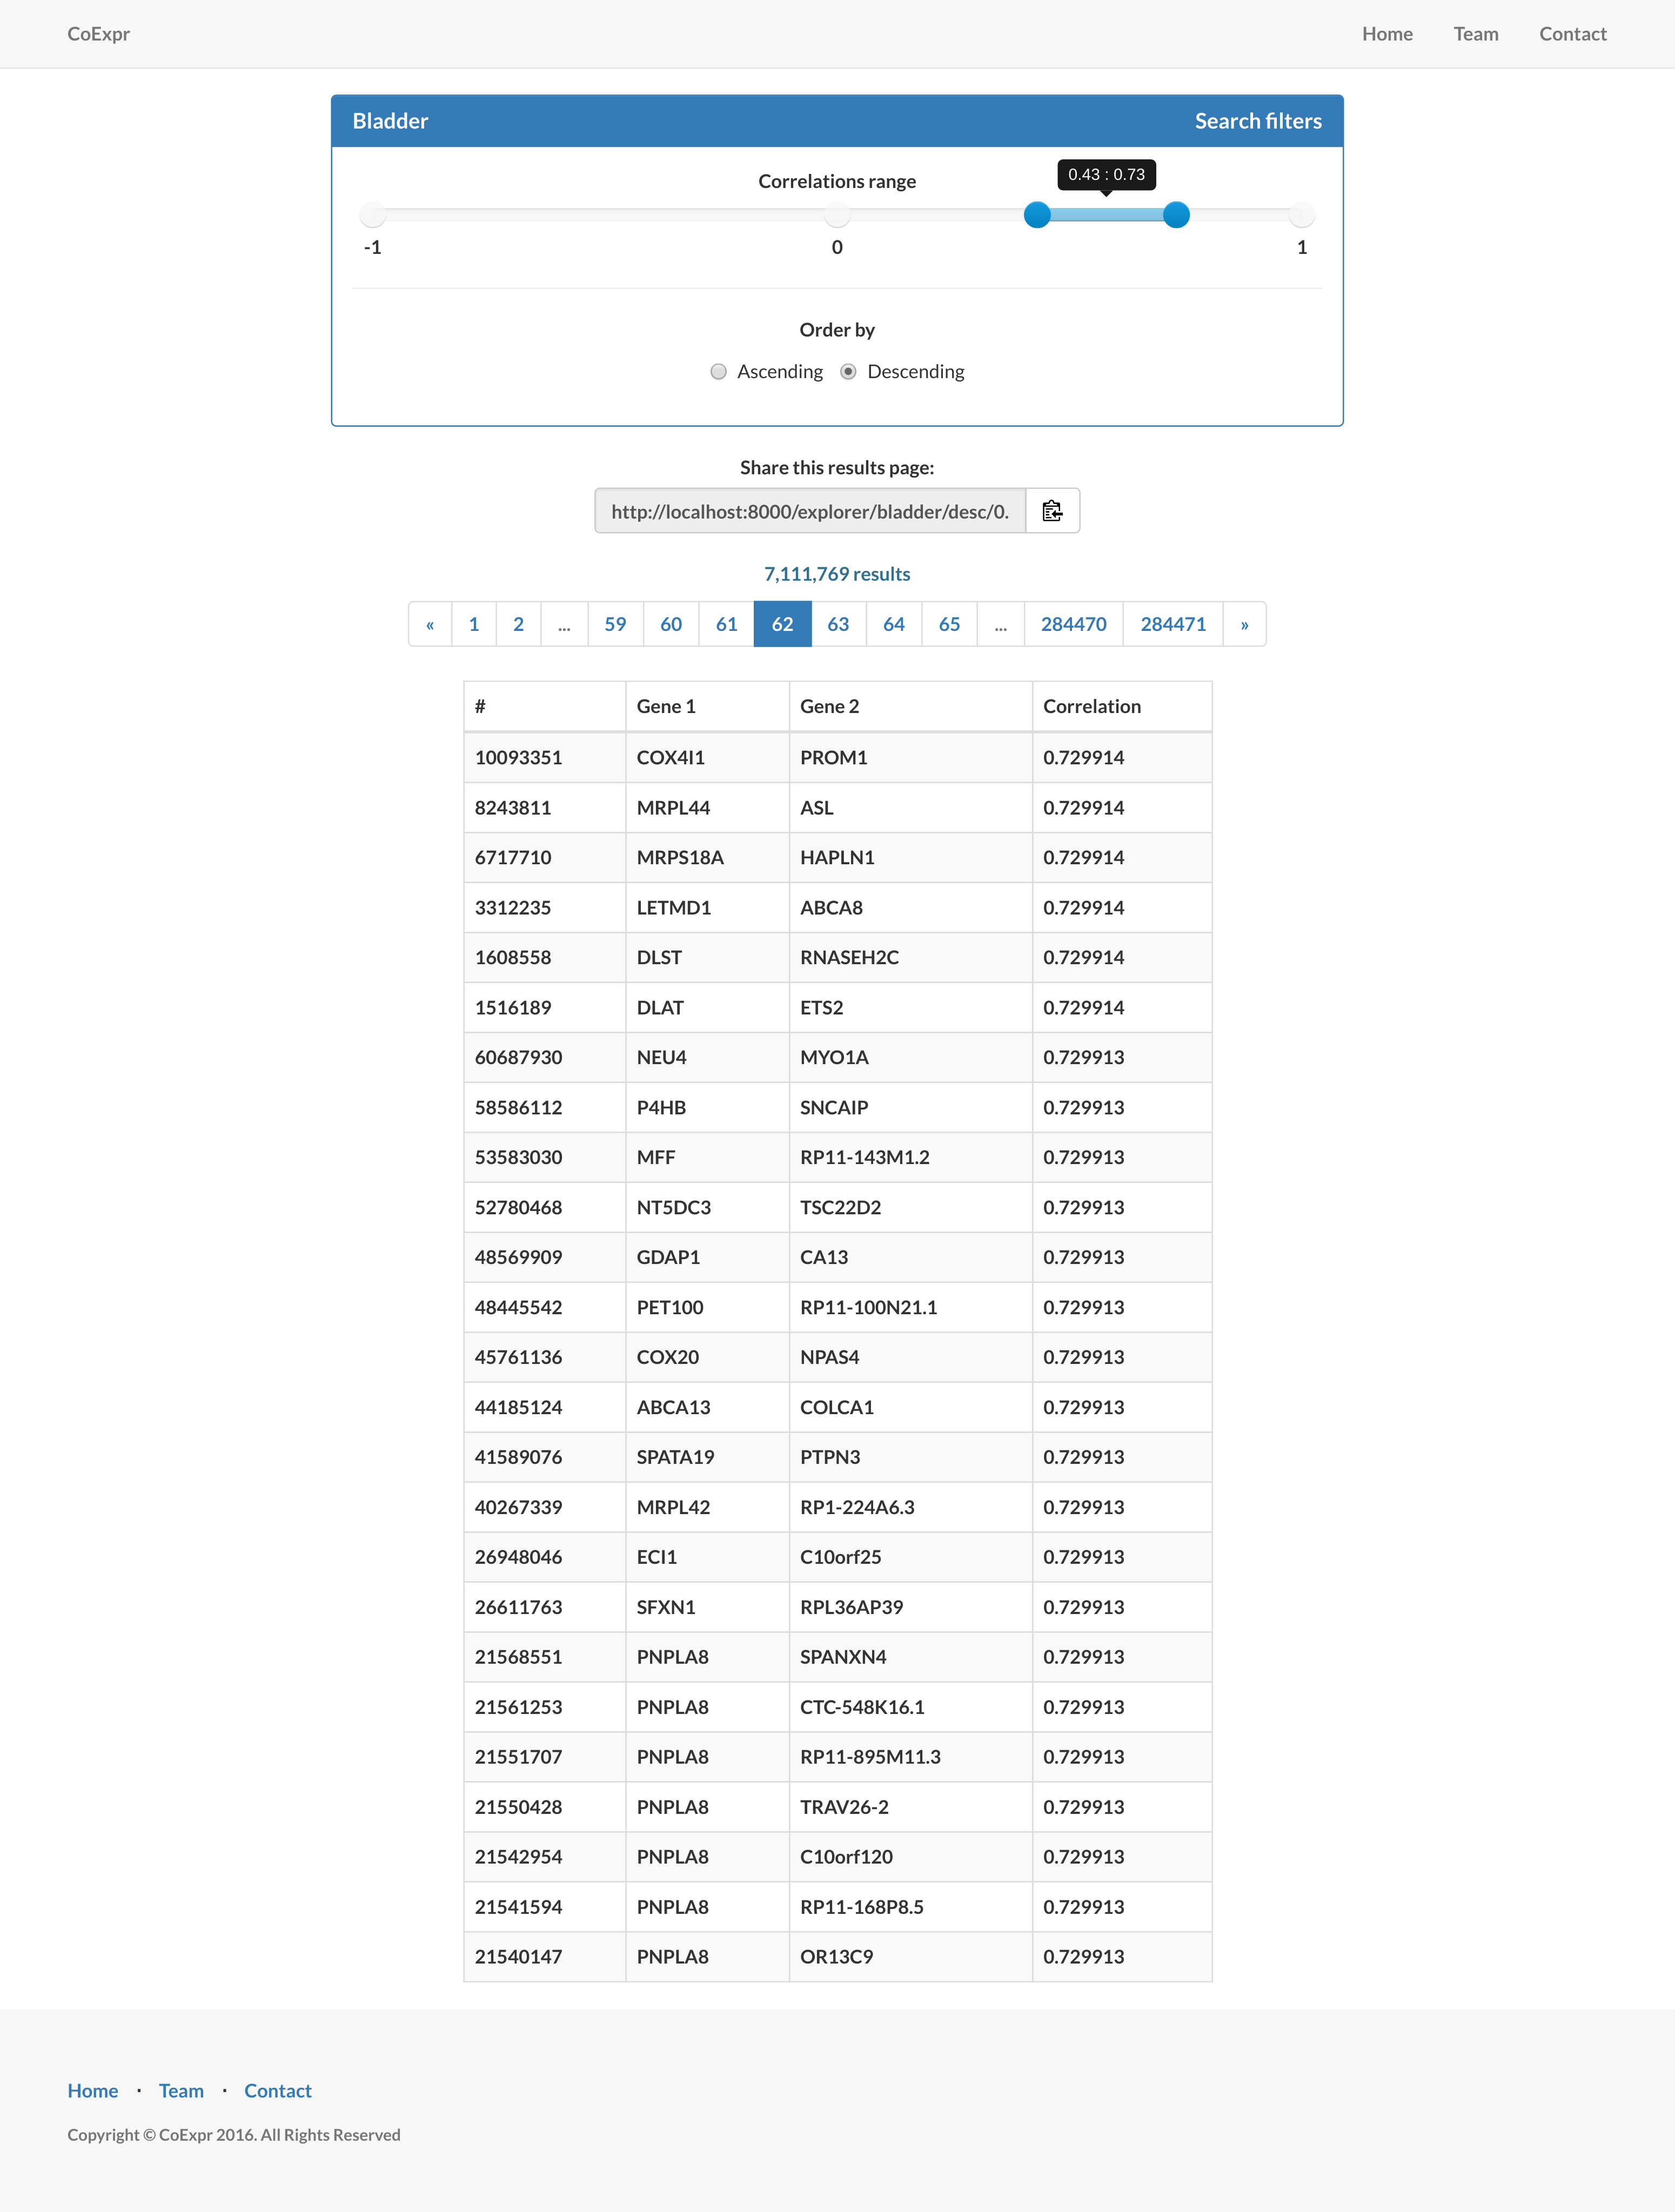 CoExpr Home Team Contact
Bladder Search filters
Correlations range
0.43 : 0.73
-1 0 1
Order by
Ascending Descending
Share this results page:
http://localhost:8000/explorer/bladder/desc/0.
7,111,769 results
« 1 2 ... 59 60 61 62 63 64 65 ... 284470 284471 »
# Gene 1 Gene 2 Correlation
10093351 COX4I1 PROM1 0.729914
8243811 MRPL44 ASL 0.729914
6717710 MRPS18A HAPLN1 0.729914
3312235 LETMD1 ABCA8 0.729914
1608558 DLST RNASEH2C 0.729914
1516189 DLAT ETS2 0.729914
60687930 NEU4 MYO1A 0.729913
58586112 P4HB SNCAIP 0.729913
53583030 MFF RP11-143M1.2 0.729913
52780468 NT5DC3 TSC22D2 0.729913
48569909 GDAP1 CA13 0.729913
48445542 PET100 RP11-100N21.1 0.729913
45761136 COX20 NPAS4 0.729913
44185124 ABCA13 COLCA1 0.729913
41589076 SPATA19 PTPN3 0.729913
40267339 MRPL42 RP1-224A6.3 0.729913
26948046 ECI1 C10orf25 0.729913
26611763 SFXN1 RPL36AP39 0.729913
21568551 PNPLA8 SPANXN4 0.729913
21561253 PNPLA8 CTC-548K16.1 0.729913
21551707 PNPLA8 RP11-895M11.3 0.729913
21550428 PNPLA8 TRAV26-2 0.729913
21542954 PNPLA8 C10orf120 0.729913
21541594 PNPLA8 RP11-168P8.5 0.729913
21540147 PNPLA8 OR13C9 0.729913
Home · Team · Contact
Copyright © CoExpr 2016. All Rights Reserved